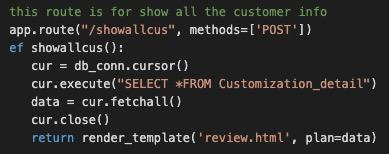 this route is for show all the customer info
app.route("/showallcus", methods=['POST'])
ef showallcus():
    cur = db_conn.cursor()
    cur.execute("SELECT *FROM Customization_detail")
    data = cur.fetchall()
    cur.close()
    return render_template('review.html', plan=data)